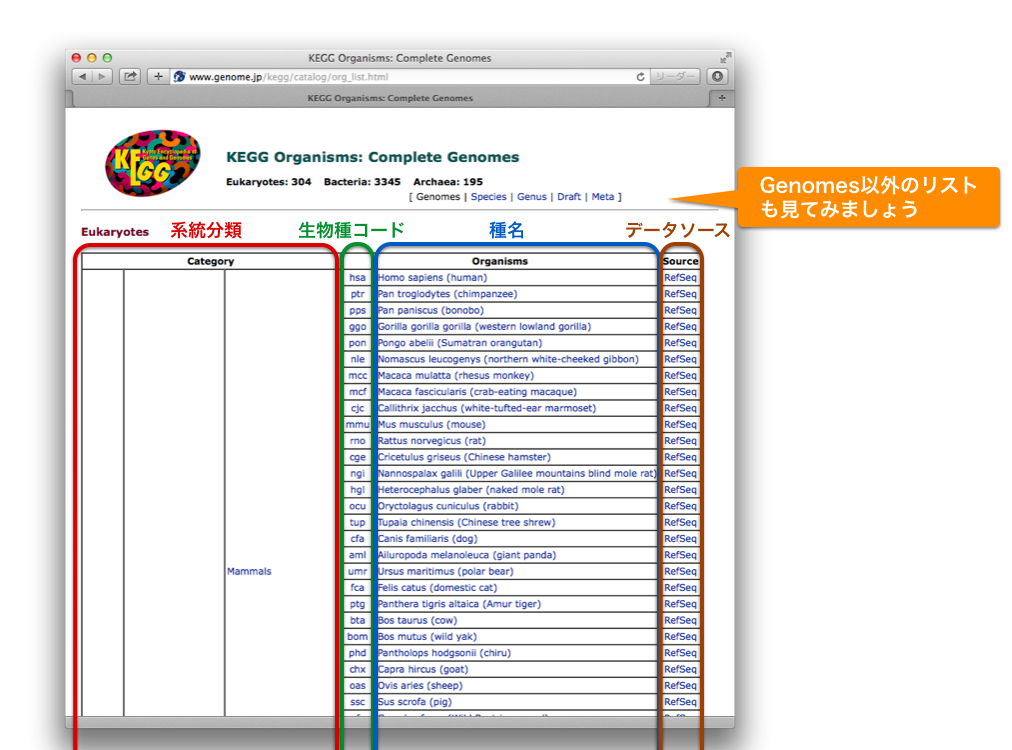 KEGG Organisms: Complete Genomes
www.genome.jp/kegg/catalog/org_list.html
リーダー
KEGG Organisms: Complete Genomes
KEGG
Kyoto Encyclopedia of
Genes and Genomes
KEGG Organisms: Complete Genomes
Eukaryotes: 304 Bacteria: 3345 Archaea: 195
[ Genomes | Species | Genus | Draft | Meta ]
Genomes以外のリスト
も見てみましょう
Eukaryotes 系統分類 生物種コード 種名 データソース
Category Organisms Source
hsa Homo sapiens (human) RefSeq
ptr Pan troglodytes (chimpanzee) RefSeq
pps Pan paniscus (bonobo) RefSeq
ggo Gorilla gorilla gorilla (western lowland gorilla) RefSeq
pon Pongo abelii (Sumatran orangutan) RefSeq
nle Nomascus leucogenys (northern white-cheeked gibbon) RefSeq
mcc Macaca mulatta (rhesus monkey) RefSeq
mcf Macaca fascicularis (crab-eating macaque) RefSeq
cjc Callithrix jacchus (white-tufted-ear marmoset) RefSeq
mmu Mus musculus (mouse) RefSeq
rno Rattus norvegicus (rat) RefSeq
cge Cricetulus griseus (Chinese hamster) RefSeq
ngi Nannospalax galili (Upper Galilee mountains blind mole rat) RefSeq
hgl Heterocephalus glaber (naked mole rat) RefSeq
ocu Oryctolagus cuniculus (rabbit) RefSeq
tup Tupaia chinensis (Chinese tree shrew) RefSeq
cfa Canis familiaris (dog) RefSeq
aml Ailuropoda melanoleuca (giant panda) RefSeq
Mammals umr Ursus maritimus (polar bear) RefSeq
fca Felis catus (domestic cat) RefSeq
ptg Panthera tigris altaica (Amur tiger) RefSeq
bta Bos taurus (cow) RefSeq
bom Bos mutus (wild yak) RefSeq
phd Pantholops hodgsonii (chiru) RefSeq
chx Capra hircus (goat) RefSeq
oas Ovis aries (sheep) RefSeq
ssc Sus scrofa (pig) RefSeq